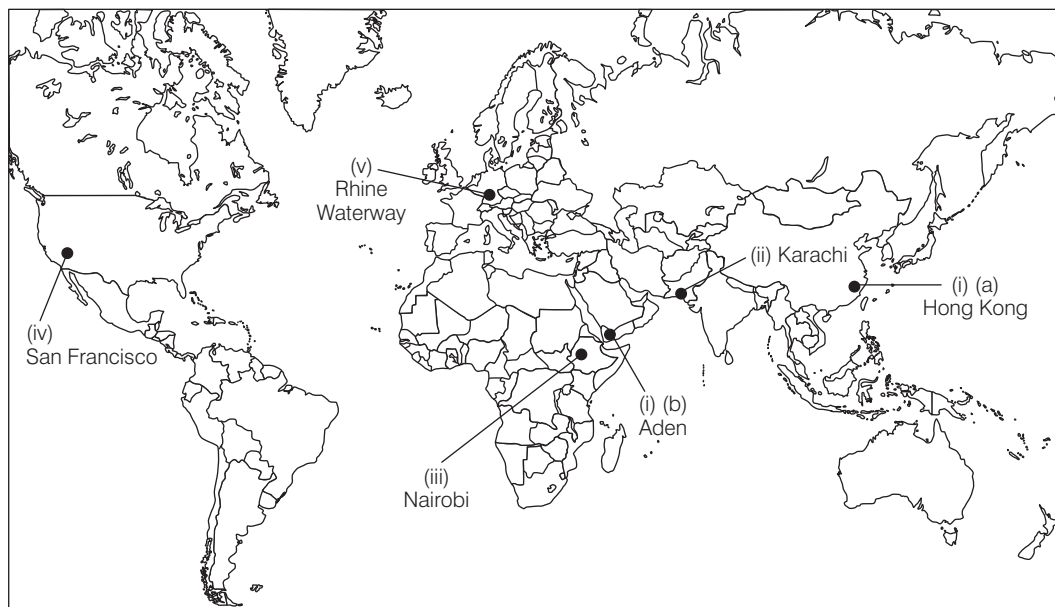 (v)
Rhine
Waterway
(ii) Karachi
(i) (a)
Hong Kong
(iv)
San Francisco
(i) (b)
Aden
(iii)
Nairobi